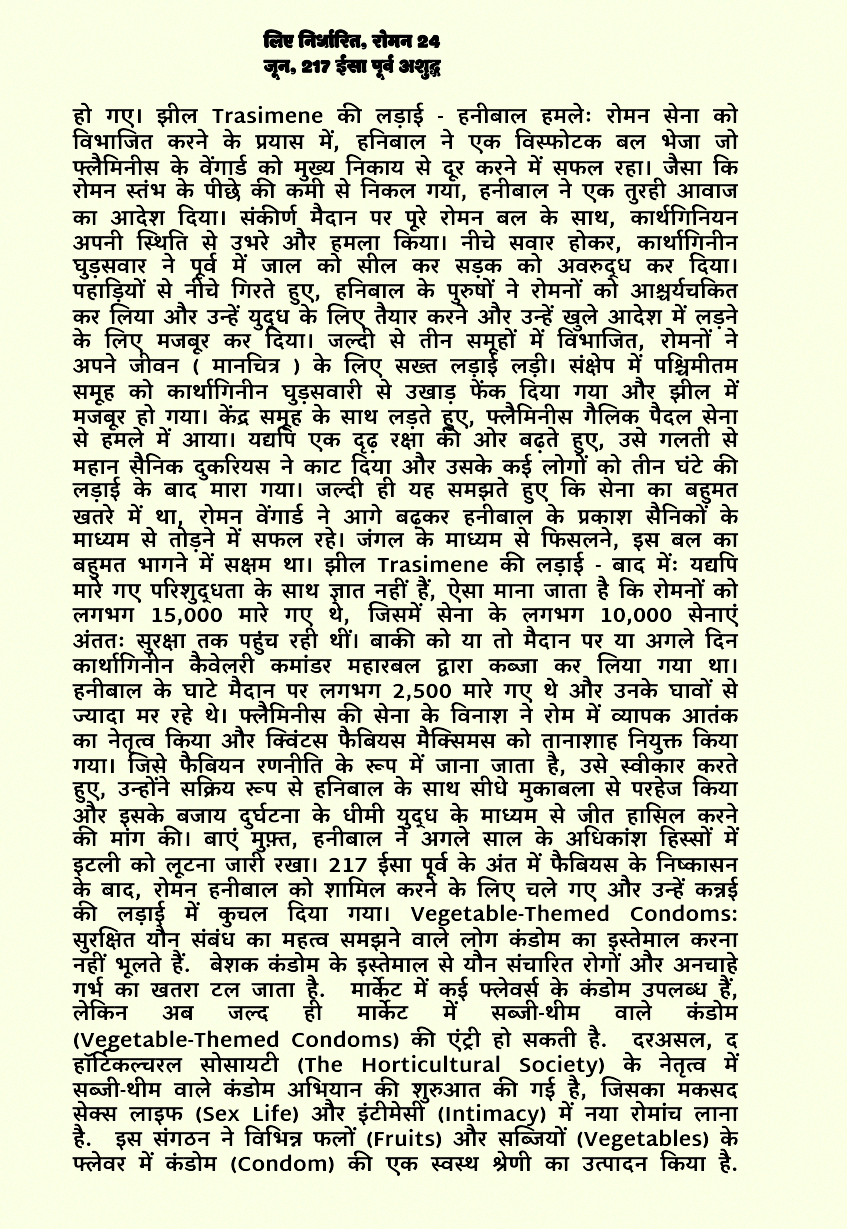 लिए निर्धारित, रोमन 24
जून, 217 ईसा पूर्व अशुद्ध
हो गए। झील Trasimene की लड़ाई - हनीबाल हमलेः रोमन सेना को
विभाजित करने के प्रयास में, हनिबाल ने एक विस्फोटक बल भेजा जो
फ्लैमिनीस के वेंगार्ड को मुख्य निकाय से दूर करने में सफल रहा। जैसा कि
रोमन स्तंभ के पीछे की कमी से निकल गया, हनीबाल ने एक तुरही आवाज
का आदेश दिया। संकीर्ण मैदान पर पूरे रोमन बल के साथ, कार्थगिनियन
अपनी स्थिति से उभरे और हमला किया। नीचे सवार होकर, कार्थागिनीन
घुड़सवार ने पूर्व में जाल को सील कर सड़क को अवरुद्ध कर दिया।
पहाड़ियों से नीचे गिरते हुए, हनिबाल के पुरुषों ने रोमनों को आश्चर्यचकित
कर लिया और उन्हें युद्ध के लिए तैयार करने और उन्हें खुले आदेश में लड़ने
के लिए मजबूर कर दिया। जल्दी से तीन समूहों में विभाजित, रोमनों ने
अपने जीवन ( मानचित्र ) के लिए सख्त लड़ाई लड़ी। संक्षेप में पश्चिमीतम
समूह को कार्थागिनीन घुड़सवारी से उखाड़ फेंक दिया गया और झील में
मजबूर हो गया। केंद्र समूह के साथ लड़ते हुए, फ्लैमिनीस गैलिक पैदल सेना
से हमले में आया। यद्यपि एक दृढ़ रक्षा की ओर बढ़ते हुए, उसे गलती से
महान सैनिक दुकरियस ने काट दिया और उसके कई लोगों को तीन घंटे की
लड़ाई के बाद मारा गया। जल्दी ही यह समझते हुए कि सेना का बहुमत
खतरे में था, रोमन वेंगार्ड ने आगे बढ़कर हनीबाल के प्रकाश सैनिकों के
माध्यम से तोड़ने में सफल रहे। जंगल के माध्यम से फिसलने, इस बल का
बहुमत भागने में सक्षम था। झील Trasimene की लड़ाई - बाद मेंः यद्यपि
मारे गए परिशुद्धता के साथ ज्ञात नहीं हैं, ऐसा माना जाता है कि रोमनों को
लगभग 15,000 मारे गए थे, जिसमें सेना के लगभग 10,000 सेनाएं
अंततः सुरक्षा तक पहुंच रही थीं। बाकी को या तो मैदान पर या अगले दिन
कार्थागिनीन कैवेलरी कमांडर महारबल द्वारा कब्जा कर लिया गया था।
हनीबाल के घाटे मैदान पर लगभग 2,500 मारे गए थे और उनके घावों से
ज्यादा मर रहे थे। फ्लैमिनीस की सेना के विनाश ने रोम में व्यापक आतंक
का नेतृत्व किया और क्विंटस फैबियस मैक्सिमस को तानाशाह नियुक्त किया
गया। जिसे फैबियन रणनीति के रूप में जाना जाता है, उसे स्वीकार करते
हुए, उन्होंने सक्रिय रूप से हनिबाल के साथ सीधे मुकाबला से परहेज किया
और इसके बजाय दुर्घटना के धीमी युद्ध के माध्यम से जीत हासिल करने
की मांग की। बाएं मुफ़्त, हनीबाल ने अगले साल के अधिकांश हिस्सों में
इटली को लूटना जारी रखा। 217 ईसा पूर्व के अंत में फैबियस के निष्कासन
के बाद, रोमन हनीबाल को शामिल करने के लिए चले गए और उन्हें कन्नई
की लड़ाई में कुचल दिया गया। Vegetable-Themed Condoms:
सुरक्षित यौन संबंध का महत्व समझने वाले लोग कंडोम का इस्तेमाल करना
नहीं भूलते हैं. बेशक कंडोम के इस्तेमाल से यौन संचारित रोगों और अनचाहे
गर्भ का खतरा टल जाता है. मार्केट में कई फ्लेवर्स के कंडोम उपलब्ध हैं,
लेकिन अब जल्द ही मार्केट में सब्जी-थीम वाले कंडोम
(Vegetable-Themed Condoms) की एंट्री हो सकती है. दरअसल, द
हॉर्टिकल्चरल सोसायटी (The Horticultural Society) के नेतृत्व में
सब्जी-थीम वाले कंडोम अभियान की शुरुआत की गई है, जिसका मकसद
सेक्स लाइफ (Sex Life) और इंटीमेसी (Intimacy) में नया रोमांच लाना
है. इस संगठन ने विभिन्न फलों (Fruits) और सब्जियों (Vegetables) के
फ्लेवर में कंडोम (Condom) की एक स्वस्थ श्रेणी का उत्पादन किया है.